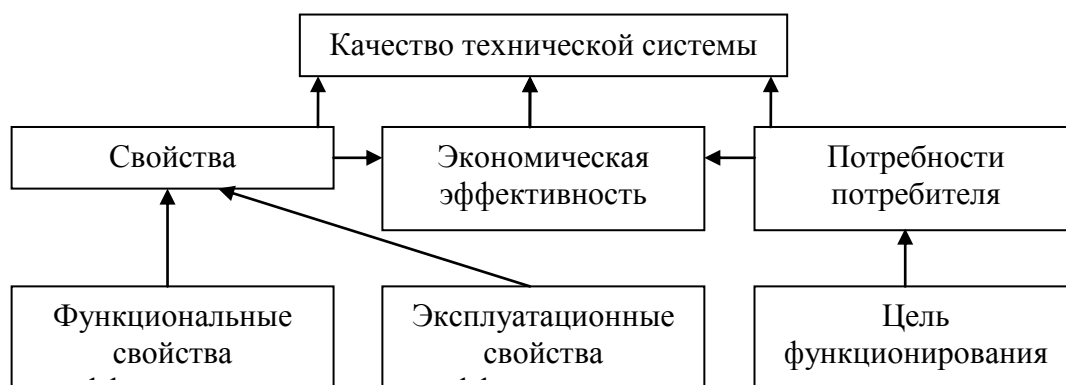 Качество технической системы
Свойства
Экономическая
эффективность
Потребности
потребителя
Функциональные
свойства
Эксплуатационные
свойства
Цель
функционирования